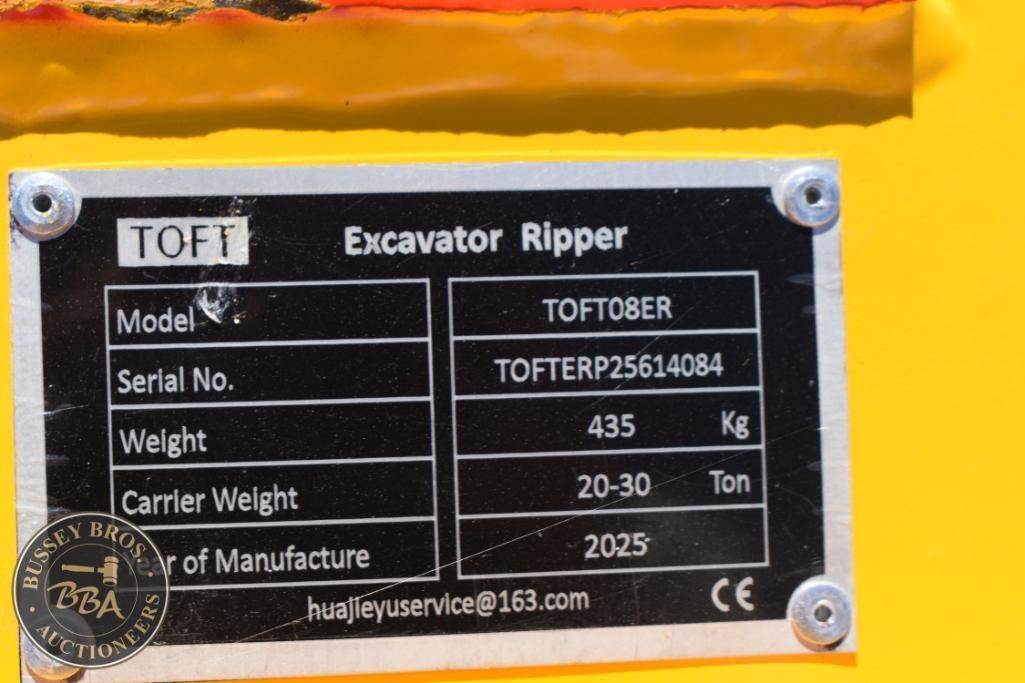 TOFT Excavator Ripper
Model TOFT08ER
Serial No. TOFTERP25614084
Weight 435 Kg
Carrier Weight 20-30 Ton
of Manufacture 2025
huajieyuservice@163.com CE
BUSSEY BROS.
BBA
AUCTIONEERS